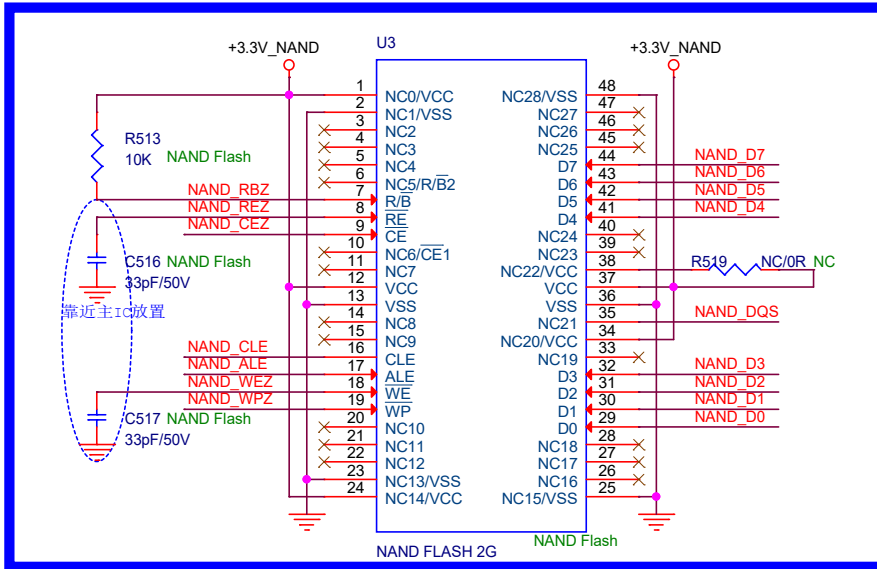 +3.3V_NAND
U3
+3.3V_NAND
1 NC0/VCC NC28/VSS 48
2 NC1/VSS NC27 47
3 NC2 NC26 46
R513 4 NC3 NC25 45
10K NAND Flash 5 NC4 D7 44 NAND_D7
6 NC5/R/B2 D6 43 NAND_D6
NAND_RBZ 7 R/B D5 42 NAND_D5
NAND_REZ 8 RE D4 41 NAND_D4
NAND_CEZ 9 CE NC24 40
10 NC6/CE1 NC23 39
C516 NAND Flash 11 NC7 NC22/VCC 38 R519 NC/0R NC
33pF/50V 12 VCC VCC 37
13 VSS VSS 36
靠近主IC放置 14 NC8 NC21 35 NAND_DQS
15 NC9 NC20/VCC 34
NAND_CLE 16 CLE NC19 33
NAND_ALE 17 ALE D3 32 NAND_D3
NAND_WEZ 18 WE D2 31 NAND_D2
NAND_WPZ 19 WP D1 30 NAND_D1
C517 NAND Flash 20 NC10 D0 29 NAND_D0
33pF/50V 21 NC11 NC18 28
22 NC12 NC17 27
23 NC13/VSS NC16 26
24 NC14/VCC NC15/VSS 25
NAND Flash
NAND FLASH 2G